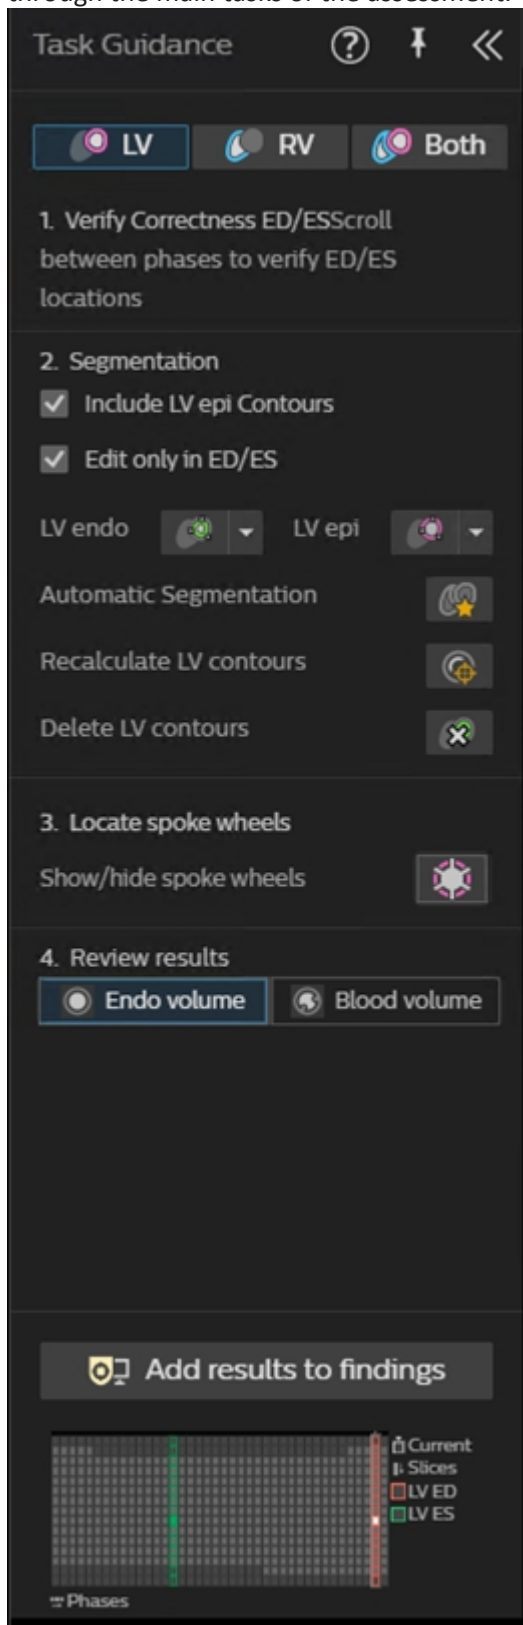 through the main tasks of the assessment.
Task Guidance
LV RV Both
1. Verify Correctness ED/ESScroll
between phases to verify ED/ES
locations
2. Segmentation
Include LV epi Contours
Edit only in ED/ES
LV endo LV epi
Automatic Segmentation
Recalculate LV contours
Delete LV contours
3. Locate spoke wheels
Show/hide spoke wheels
4. Review results
Endo volume Blood volume
Add results to findings
Current
Slices
LV ED
LV ES
Phases